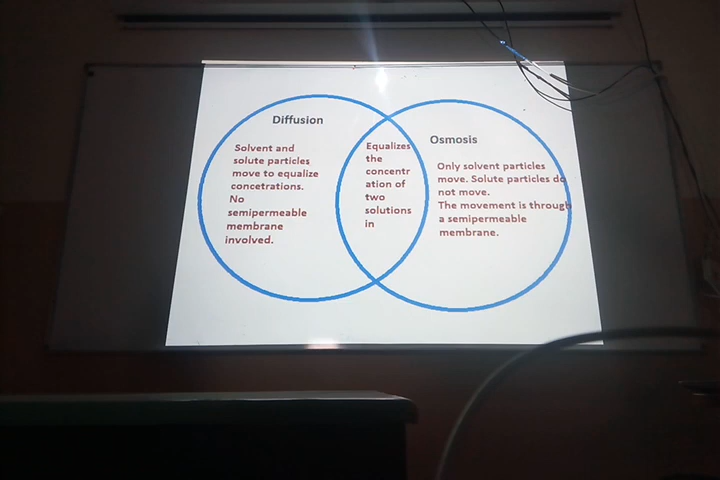 Diffusion
Solvent and
solute particles
move to equalize
concetrations.
No
semipermeable
membrane
involved.
Equalizes
the
concentr
ation of
two
solutions
in
Osmosis
Only solvent particles
move. Solute particles do
not move.
The movement is through
a semipermeable
membrane.